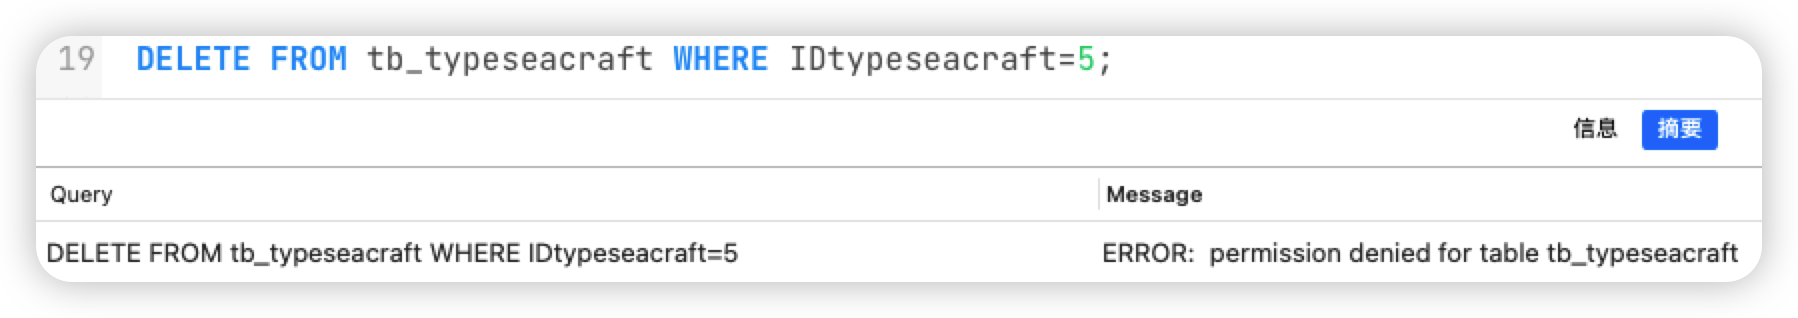 19 DELETE FROM tb_typeseacraft WHERE IDtypeseacraft=5;
信息 摘要
Query Message
DELETE FROM tb_typeseacraft WHERE IDtypeseacraft=5 ERROR:  permission denied for table tb_typeseacraft